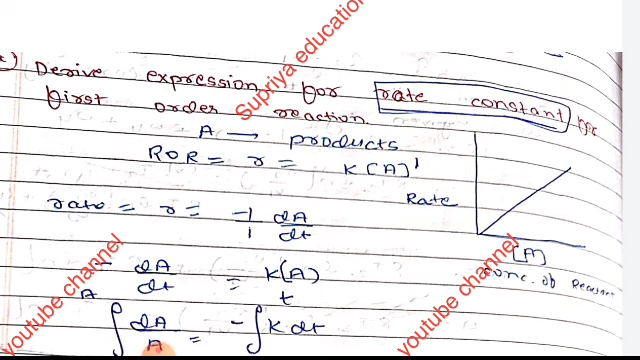 Derive expression for rate constant for
first order reaction.
A → products
ROR = r = K[A]¹
Rate
rate = r = -1/1 dA/dt
[A]
conc. of Reactant
- dA/dt = K(A)
A t
∫ dA/A = - ∫ K dt
Supriya education
youtube channel
youtube channel